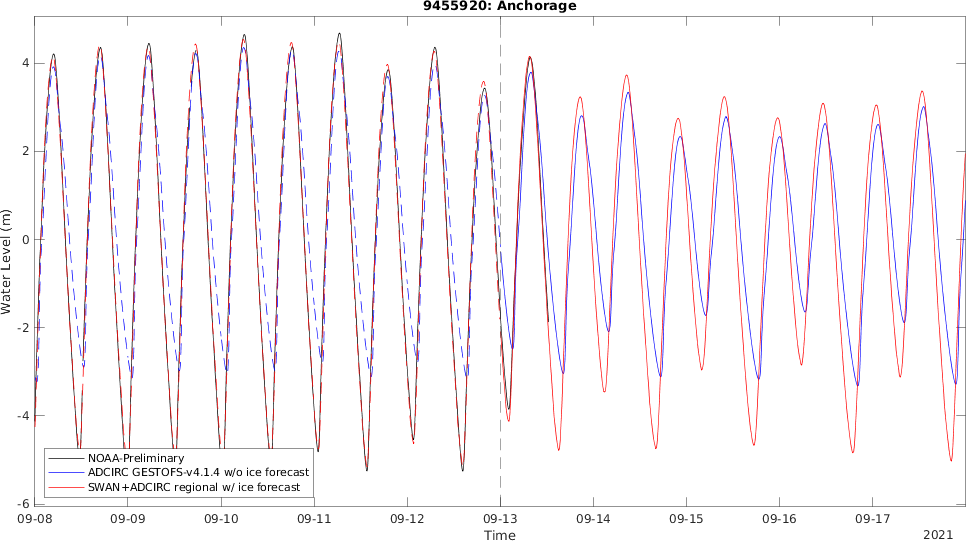 9455920: Anchorage
Water Level (m)
4
2
0
-2
-4
-6
NOAA-Preliminary
ADCIRC GESTOFS-v4.1.4 w/o ice forecast
SWAN+ADCIRC regional w/ ice forecast
09-08 09-09 09-10 09-11 09-12 09-13 09-14 09-15 09-16 09-17
Time
2021